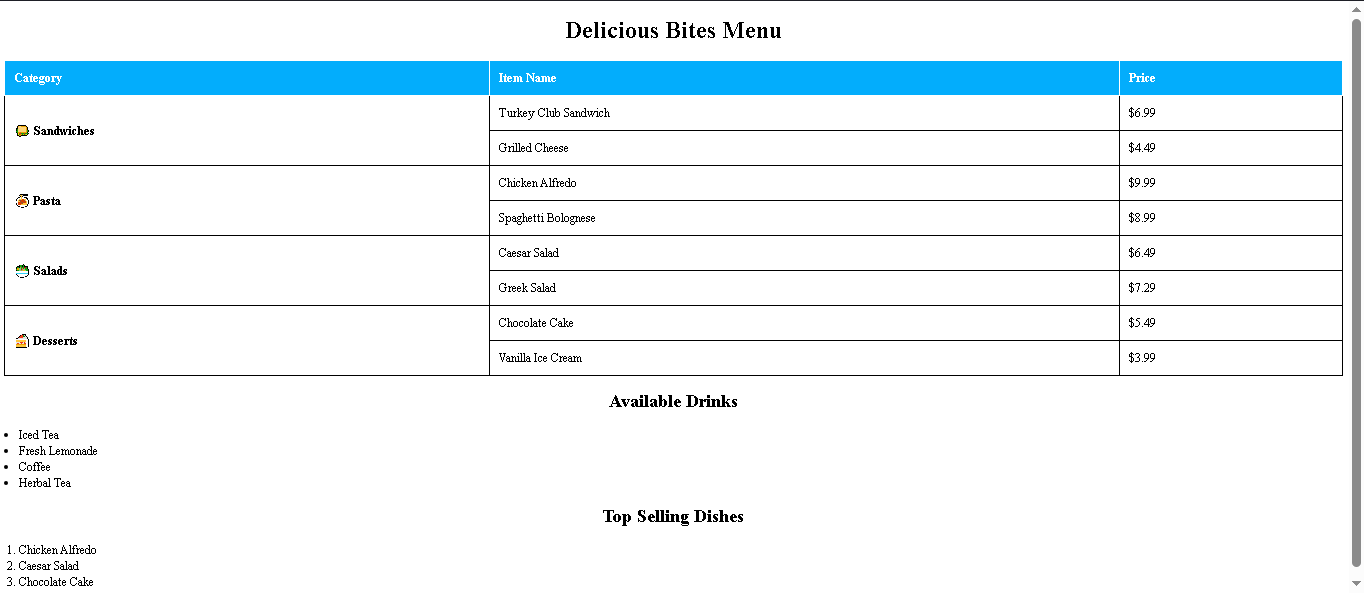 Delicious Bites Menu
Category Item Name Price
🥪 Sandwiches Turkey Club Sandwich $6.99
Grilled Cheese $4.49
🍝 Pasta Chicken Alfredo $9.99
Spaghetti Bolognese $8.99
🥗 Salads Caesar Salad $6.49
Greek Salad $7.29
🍰 Desserts Chocolate Cake $5.49
Vanilla Ice Cream $3.99
Available Drinks
• Iced Tea
• Fresh Lemonade
• Coffee
• Herbal Tea
Top Selling Dishes
1. Chicken Alfredo
2. Caesar Salad
3. Chocolate Cake